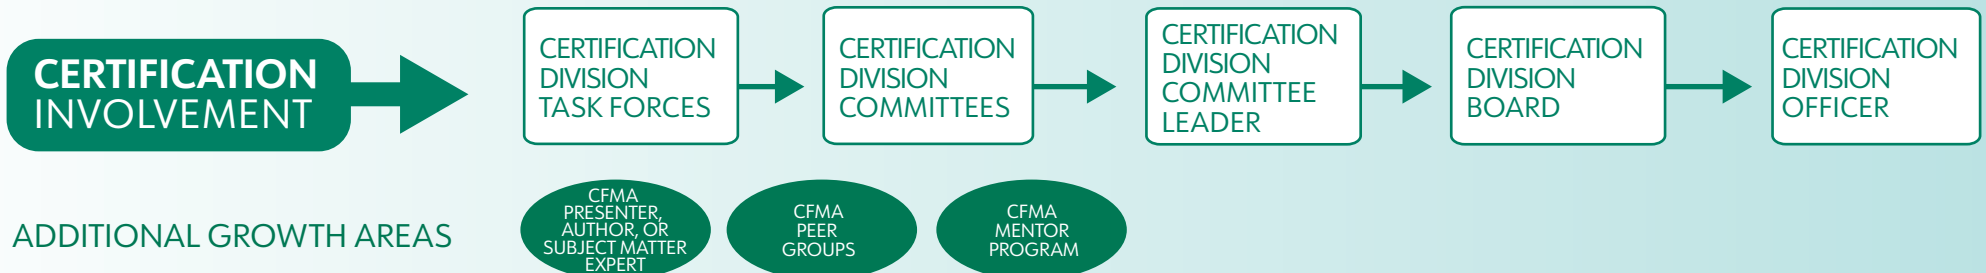 CERTIFICATION
INVOLVEMENT
CERTIFICATION
DIVISION
TASK FORCES
CERTIFICATION
DIVISION
COMMITTEES
CERTIFICATION
DIVISION
COMMITTEE
LEADER
CERTIFICATION
DIVISION
BOARD
CERTIFICATION
DIVISION
OFFICER
ADDITIONAL GROWTH AREAS
CFMA
PRESENTER,
AUTHOR, OR
SUBJECT MATTER
EXPERT
CFMA
PEER
GROUPS
CFMA
MENTOR
PROGRAM